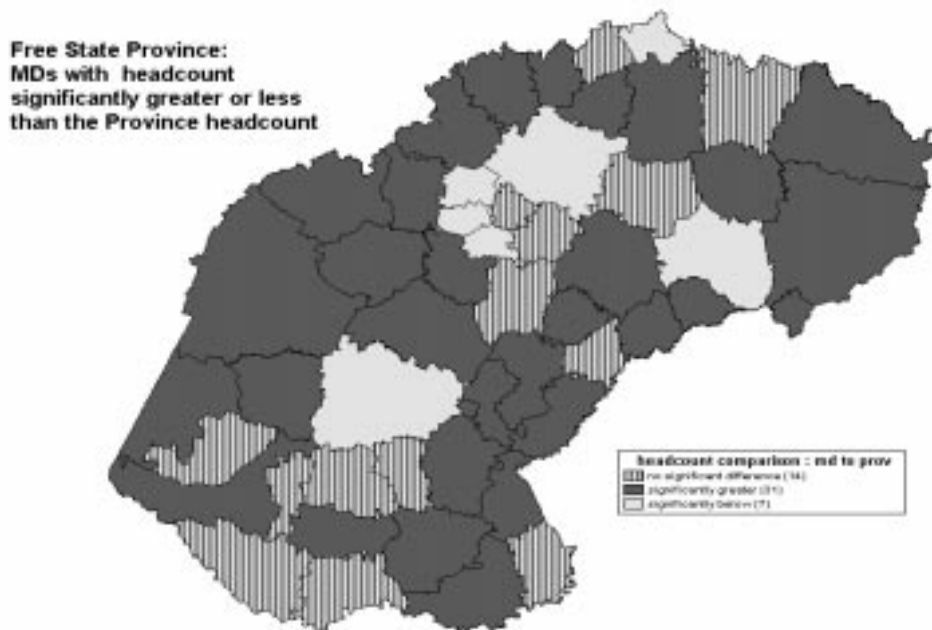 Free State Province:
MDs with headcount
significantly greater or less
than the Province headcount
headcount comparison : md to prov
no significant difference (14)
significantly greater (31)
significantly below (7)